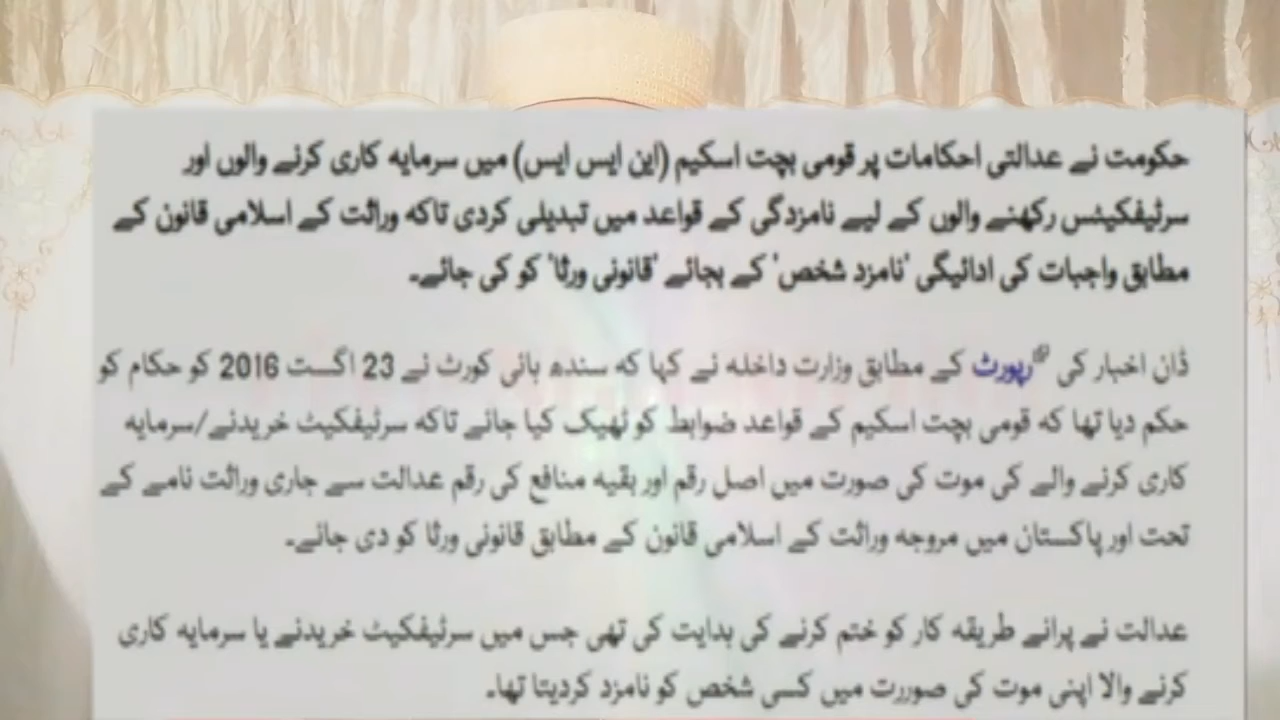 حکومت نے عدالتی احکامات پر قومی بچت اسکیم (این ایس ایس) میں سرمایہ کاری کرنے والوں اور
سرٹیفکیٹس رکھنے والوں کے لیے نامزدگی کے قواعد میں تبدیلی کردی تاکہ وراثت کے اسلامی قانون کے
مطابق واجبات کی ادائیگی 'نامزد شخص' کے بجائے 'قانونی ورثا' کو کی جائے۔
ڈان اخبار کی رپورٹ کے مطابق وزارت داخلہ نے کہا کہ سندھ ہائی کورٹ نے 23 اگست 2016 کو حکام کو
حکم دیا تھا کہ قومی بچت اسکیم کے قواعد ضوابط کو ٹھیک کیا جائے تاکہ سرٹیفکیٹ خریدنے/سرمایہ
کاری کرنے والے کی موت کی صورت میں اصل رقم اور بقیہ منافع کی رقم عدالت سے جاری وراثت نامے کے
تحت اور پاکستان میں مروجہ وراثت کے اسلامی قانون کے مطابق قانونی ورثا کو دی جائے۔
عدالت نے پرانے طریقہ کار کو ختم کرنے کی ہدایت کی تھی جس میں سرٹیفکیٹ خریدنے یا سرمایہ کاری
کرنے والا اپنی موت کی صوررت میں کسی شخص کو نامزد کردیتا تھا۔